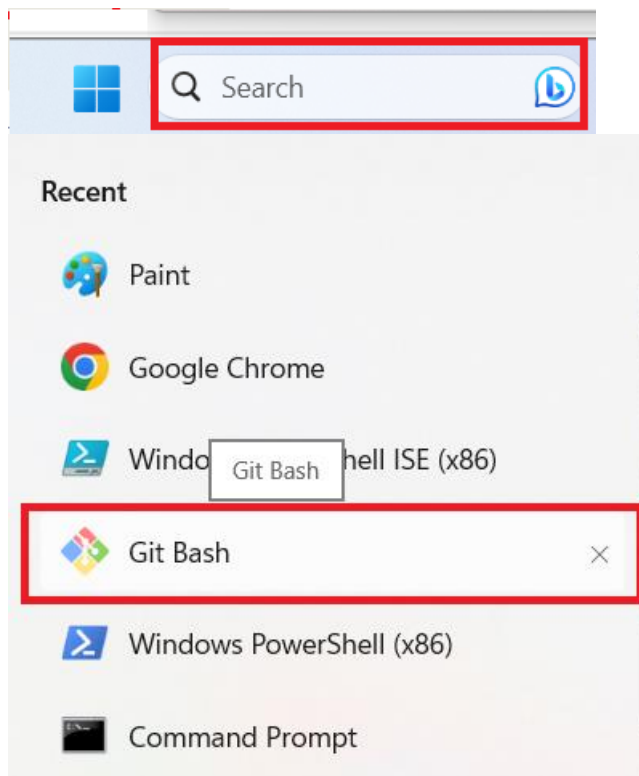 Search
Recent
Paint
Google Chrome
Windo hell ISE (x86)
Git Bash
Git Bash
Windows PowerShell (x86)
Command Prompt